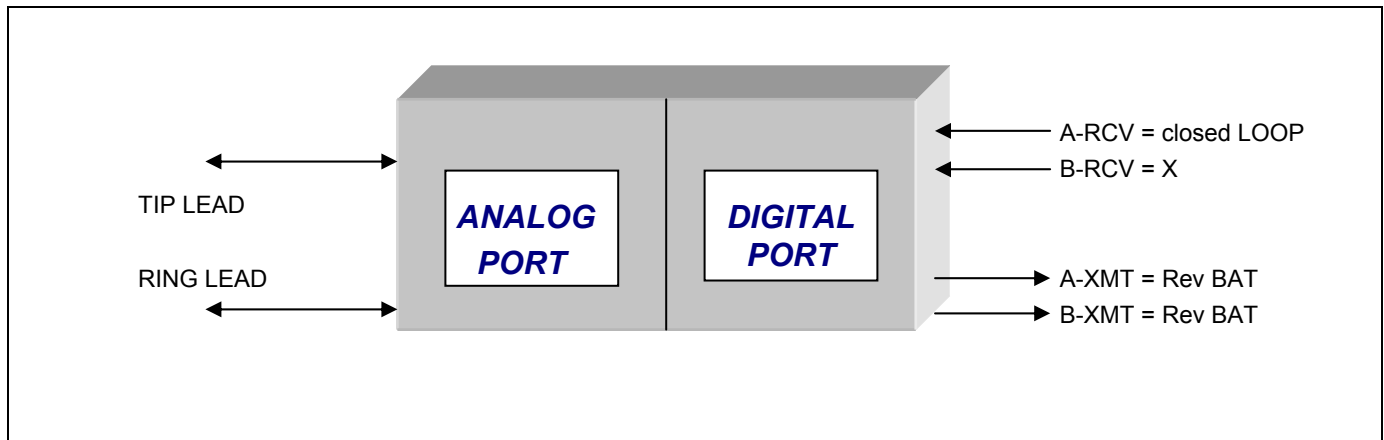 TIP LEAD
RING LEAD
ANALOG
PORT
DIGITAL
PORT
A-RCV = closed LOOP
B-RCV = X
A-XMT = Rev BAT
B-XMT = Rev BAT